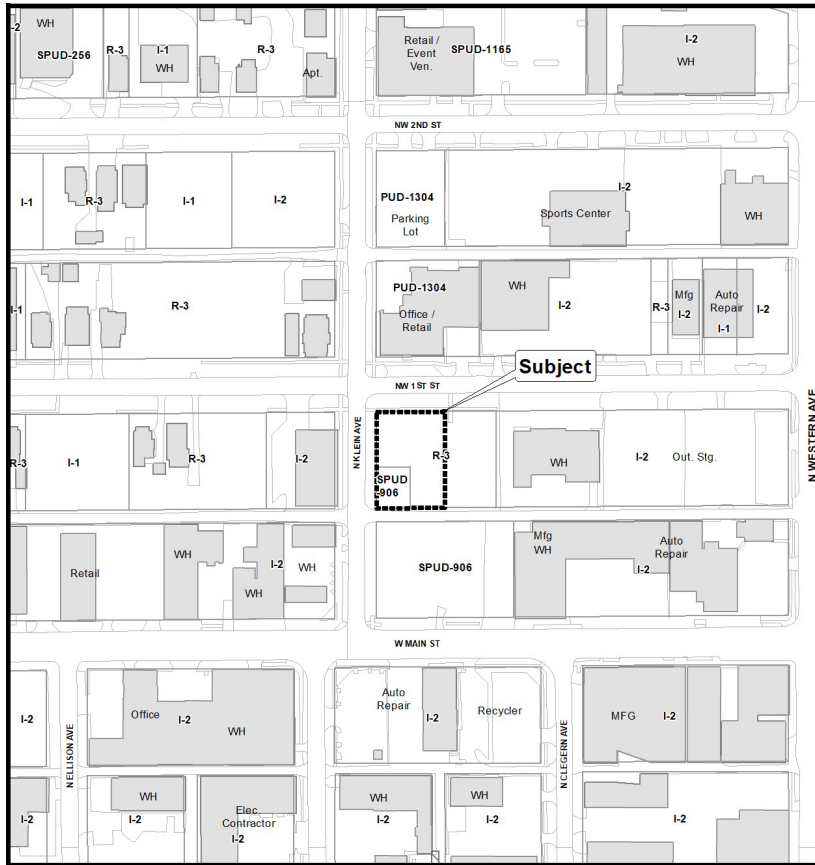 I-2
WH
SPUD-256
R-3
I-1
WH
R-3
Apt.
Retail /
Event
Ven.
SPUD-1165
I-2
WH
NW 2ND ST
I-1
R-3
I-1
I-2
PUD-1304
Parking
Lot
I-2
Sports Center
WH
I-1
R-3
PUD-1304
Office /
Retail
WH
I-2
R-3
Mfg
I-2
Auto
Repair
I-1
I-2
Subject
NW 1ST ST
N KLEIN AVE
N WESTERN AVE
R-3
I-1
R-3
I-2
R-3
SPUD
-906
WH
I-2
Out. Stg.
Retail
WH
I-2
WH
WH
SPUD-906
Mfg
WH
I-2
Auto
Repair
W MAIN ST
I-2
N ELLISON AVE
Office
I-2
WH
Auto
Repair
I-2
Recycler
N CLEGERN AVE
MFG
I-2
I-2
WH
I-2
Elec.
Contractor
I-2
WH
I-2
WH
I-2
I-2